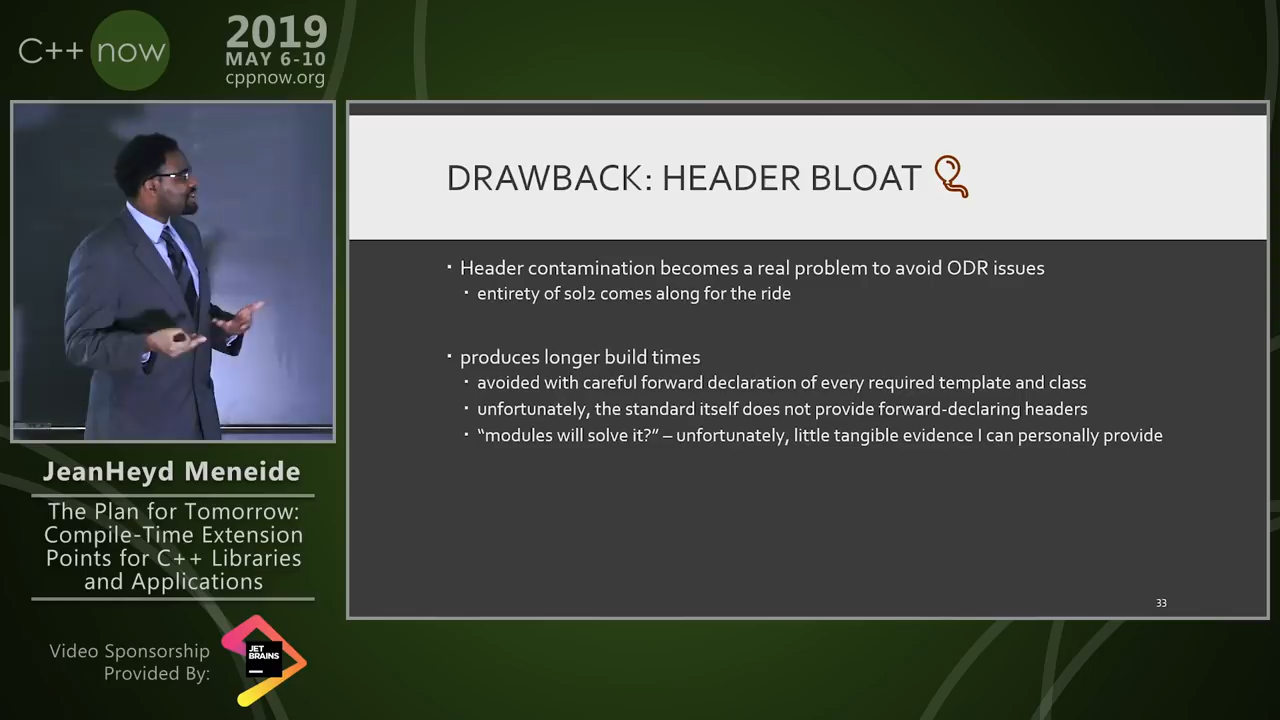 C++ now
2019
MAY 6-10
cppnow.org
DRAWBACK: HEADER BLOAT
▪ Header contamination becomes a real problem to avoid ODR issues
▪ entirety of sol2 comes along for the ride
▪ produces longer build times
▪ avoided with careful forward declaration of every required template and class
▪ unfortunately, the standard itself does not provide forward-declaring headers
▪ “modules will solve it?” – unfortunately, little tangible evidence I can personally provide
33
JeanHeyd Meneide
The Plan for Tomorrow:
Compile-Time Extension
Points for C++ Libraries
and Applications
Video Sponsorship
Provided By:
JET
BRAINS